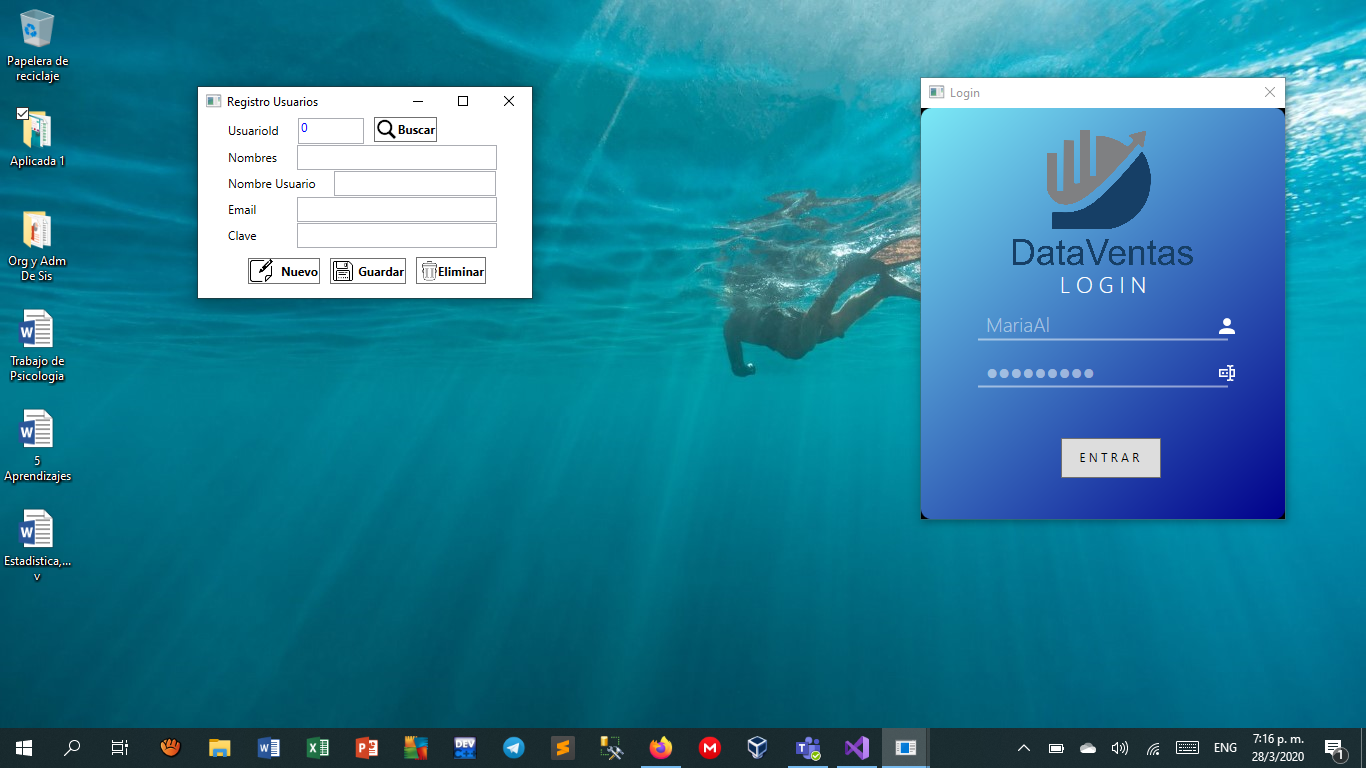 Papelera de
reciclaje
Aplicada 1
Org y Adm
De Sis
Trabajo de
Psicologia
5
Aprendizajes
Estadistica,...
v
Registro Usuarios
UsuarioId
0
Buscar
Nombres
Nombre Usuario
Email
Clave
Nuevo
Guardar
Eliminar
Login
DataVentas
LOGIN
MariaAl
ENTRAR
DEV
ENG
7:16 p. m.
28/3/2020
1